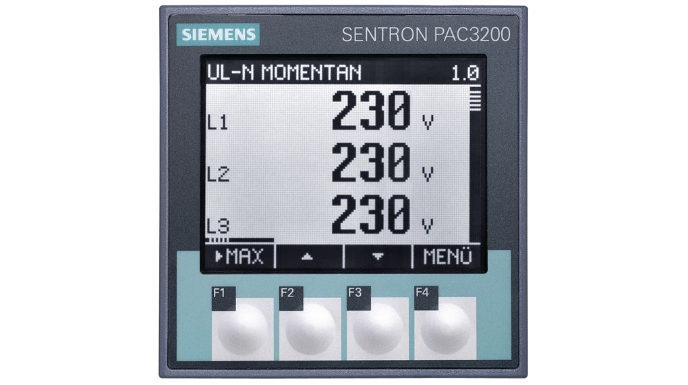 SIEMENS
SENTRON PAC3200
UL-N MOMENTAN 1.0
L1 230 V
L2 230 V
L3 230 V
▶MAX ▲ ▼ MENÜ
F1 F2 F3 F4